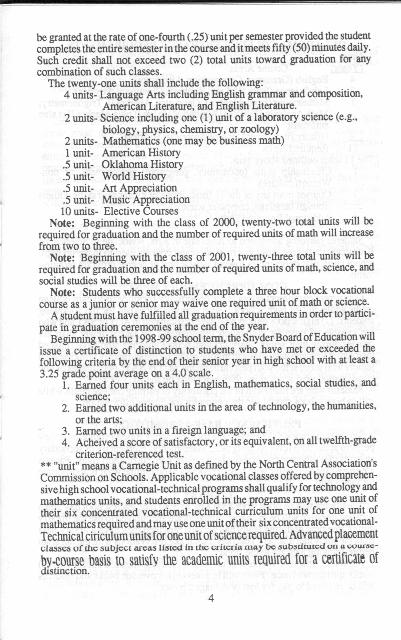 be granted at the rate of one-fourth (.25) unit per semester provided the student
completes the entire semester in the course and it meets fifty (50) minutes daily.
Such credit shall not exceed two (2) total units toward graduation for any
combination of such classes.
The twenty-one units shall include the following:
4 units- Language Arts including English grammar and composition,
American Literature, and English Literature.
2 units- Science including one (1) unit of a laboratory science (e.g.,
biology, physics, chemistry, or zoology)
2 units- Mathematics (one may be business math)
1 unit- American History
.5 unit- Oklahoma History
.5 unit- World History
.5 unit- Art Appreciation
.5 unit- Music Appreciation
10 units- Elective Courses
Note: Beginning with the class of 2000, twenty-two total units will be
required for graduation and the number of required units of math will increase
from two to three.
Note: Beginning with the class of 2001, twenty-three total units will be
required for graduation and the number of required units of math, science, and
social studies will be three of each.
Note: Students who successfully complete a three hour block vocational
course as a junior or senior may waive one required unit of math or science.
A student must have fulfilled all graduation requirements in order to partici-
pate in graduation ceremonies at the end of the year.
Beginning with the 1998-99 school term, the Snyder Board of Education will
issue a certificate of distinction to students who have met or exceeded the
following criteria by the end of their senior year in high school with at least a
3.25 grade point average on a 4.0 scale.
1. Earned four units each in English, mathematics, social studies, and
science;
2. Earned two additional units in the area of technology, the humanities,
or the arts;
3. Earned two units in a fireign language; and
4. Acheived a score of satisfactory, or its equivalent, on all twelfth-grade
criterion-referenced test.
** "unit" means a Carnegie Unit as defined by the North Central Association's
Commission on Schools. Applicable vocational classes offered by comprehen-
sive high school vocational-technical programs shall qualify for technology and
mathematics units, and students enrolled in the programs may use one unit of
their six concentrated vocational-technical curriculum units for one unit of
mathematics required and may use one unit of their six concentrated vocational-
Technical ciriculum units for one unit of science required. Advanced placement
classes of the subject areas listed in the criteria may be substituted on a course-
by-course basis to satisfy the academic units required for a certificate of
distinction.
4